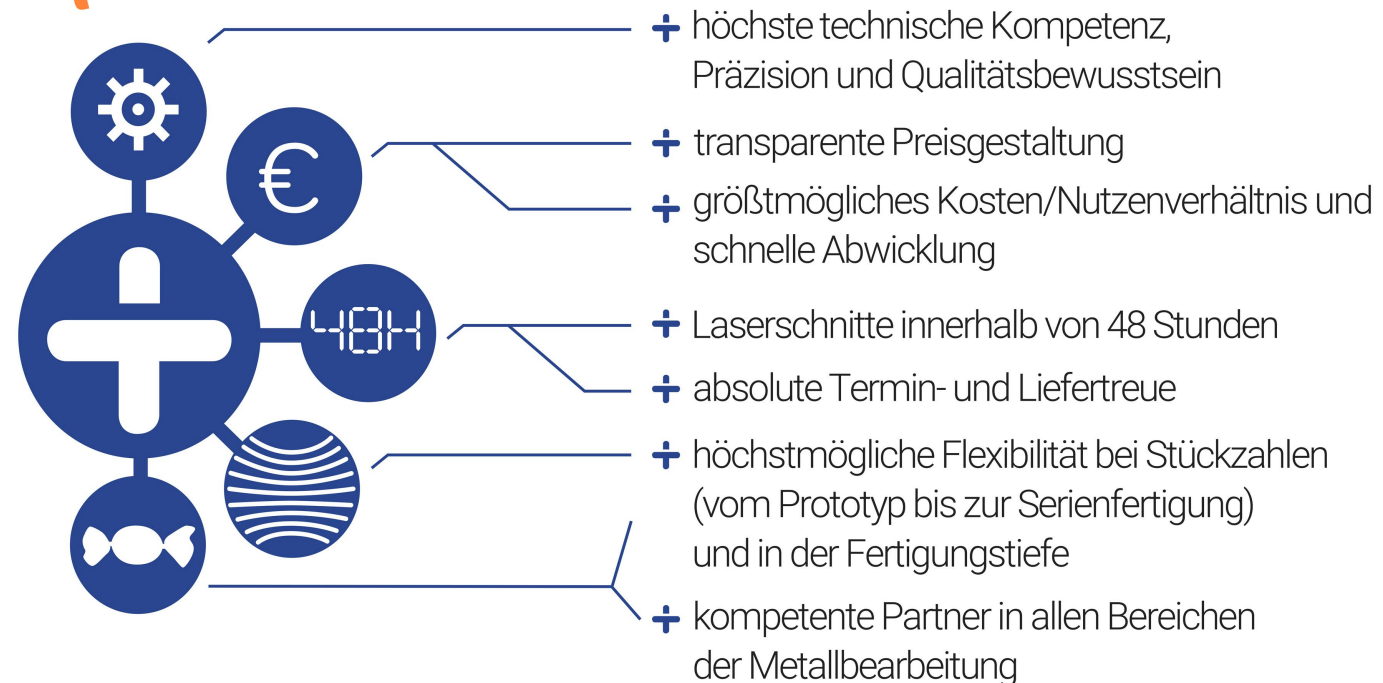 höchste technische Kompetenz,
Präzision und Qualitätsbewusstsein
€
transparente Preisgestaltung
größtmögliches Kosten/Nutzenverhältnis und
schnelle Abwicklung
48H
Laserschnitte innerhalb von 48 Stunden
absolute Termin- und Liefertreue
höchstmögliche Flexibilität bei Stückzahlen
(vom Prototyp bis zur Serienfertigung)
und in der Fertigungstiefe
kompetente Partner in allen Bereichen
der Metallbearbeitung